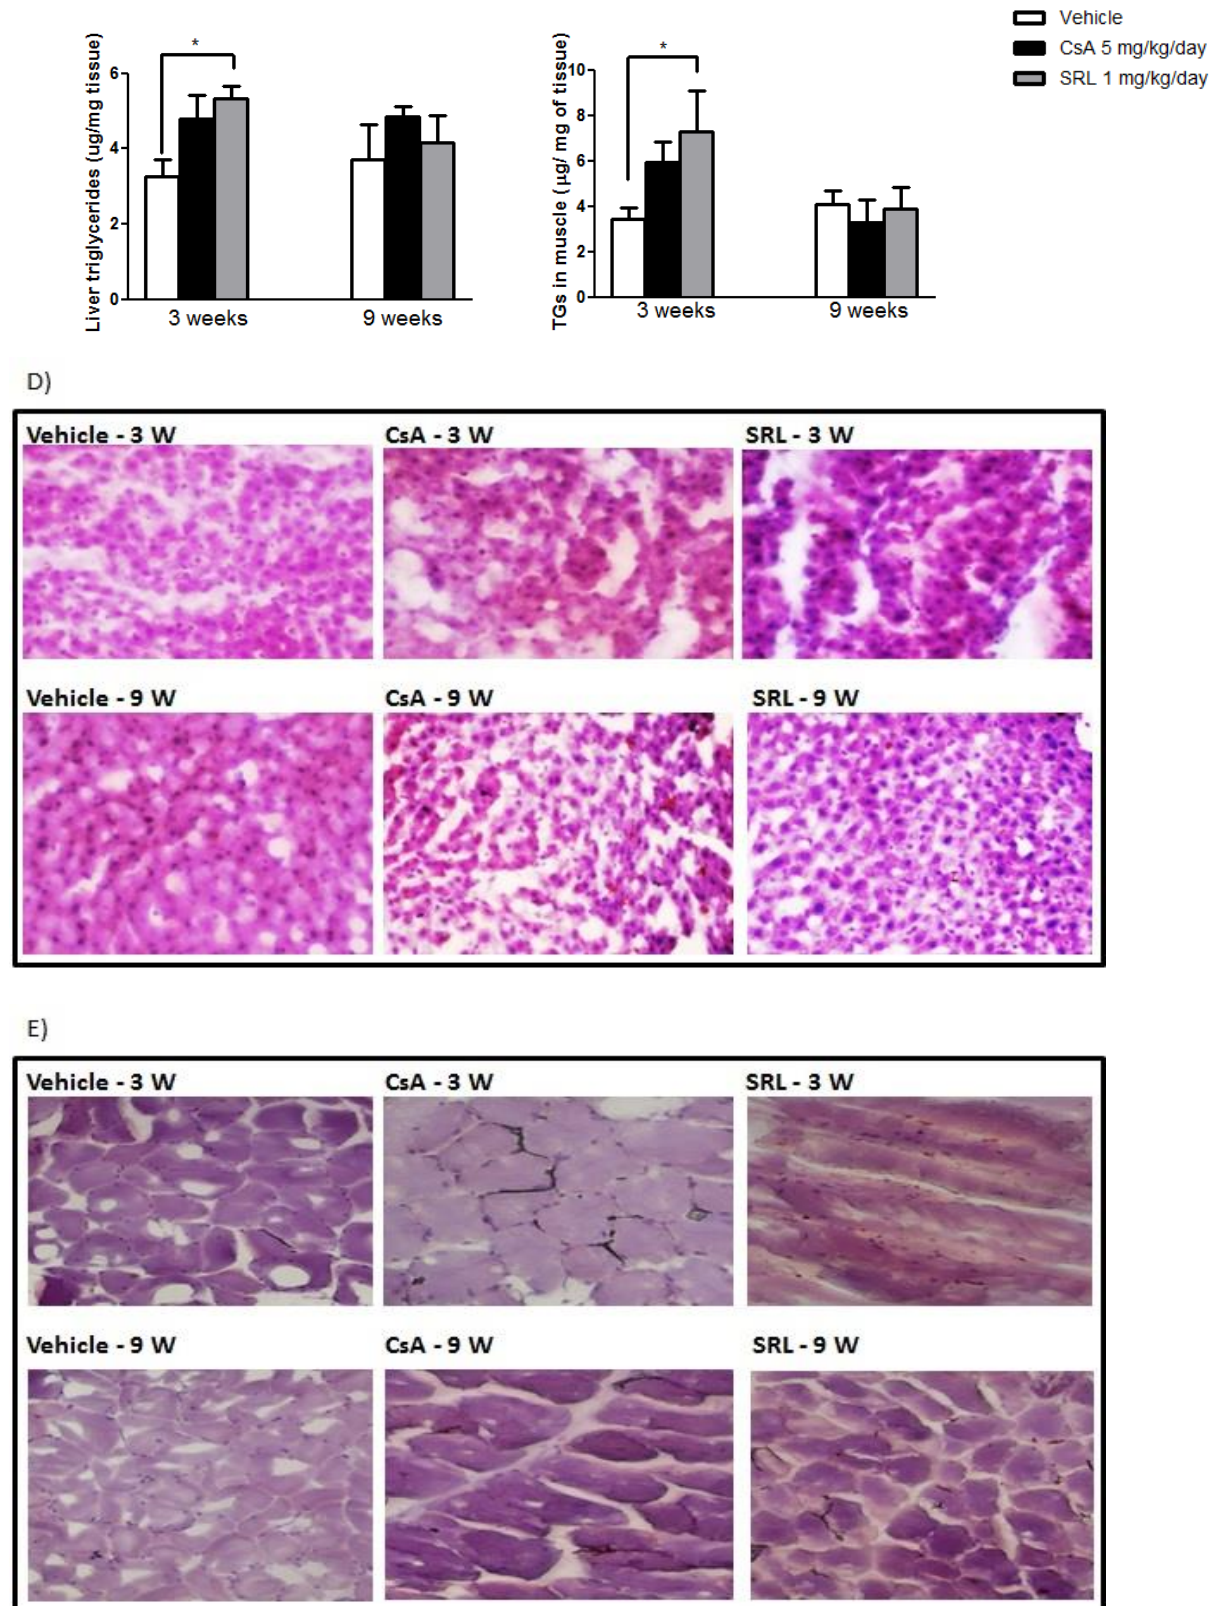 Vehicle
CsA 5 mg/kg/day
SRL 1 mg/kg/day
Liver triglycerides (ug/mg tissue)
6
4
2
0
*
3 weeks
9 weeks
TGs in muscle ( µg/ mg of tissue)
10
8
6
4
2
0
*
3 weeks
9 weeks
D)
Vehicle - 3 W
CsA - 3 W
SRL - 3 W
Vehicle - 9 W
CsA - 9 W
SRL - 9 W
E)
Vehicle - 3 W
CsA - 3 W
SRL - 3 W
Vehicle - 9 W
CsA - 9 W
SRL - 9 W